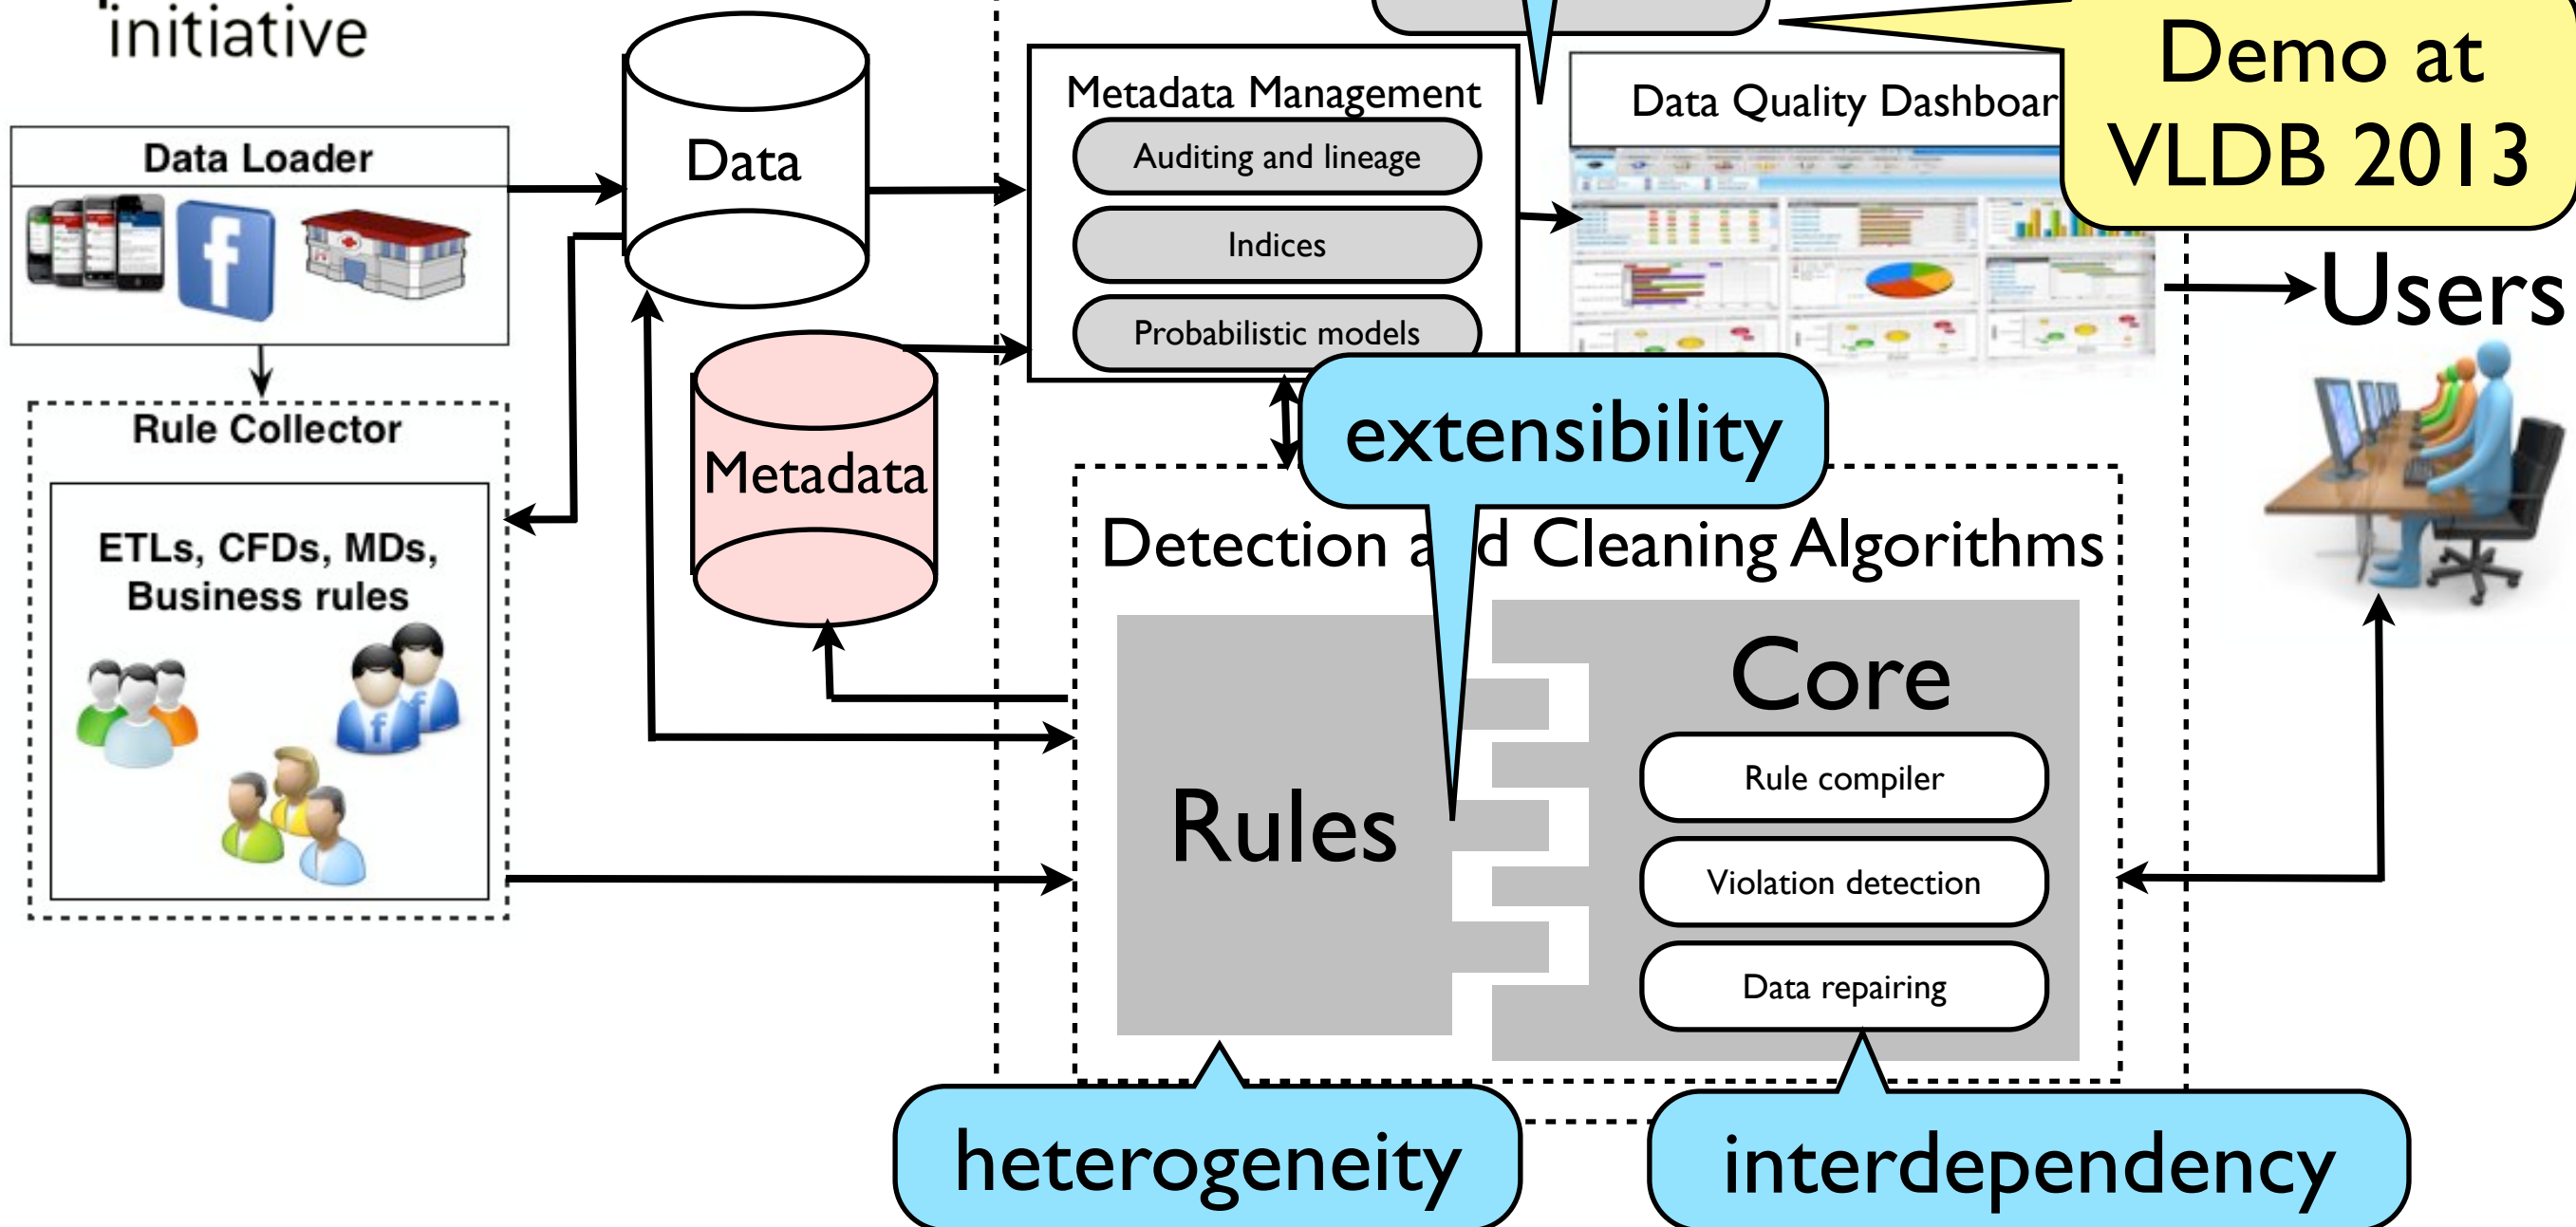 initiative
Data Loader
Data
Metadata Management
Auditing and lineage
Indices
Probabilistic models
Data Quality Dashboar
Demo at
VLDB 2013
Users
Rule Collector
ETLs, CFDs, MDs,
Business rules
Metadata
extensibility
Detection a d Cleaning Algorithms
Rules
Core
Rule compiler
Violation detection
Data repairing
heterogeneity
interdependency